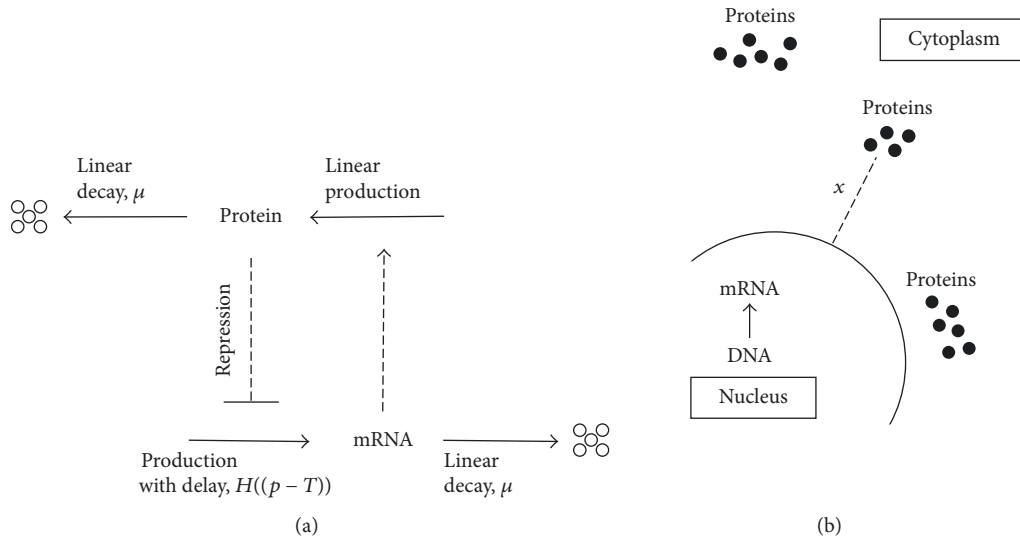 Linear
decay, μ
Protein
Linear
production
Repression
Production
with delay, H((p − T))
mRNA
Linear
decay, μ
(a)
Proteins
Cytoplasm
Proteins
x
Proteins
mRNA
DNA
Nucleus
(b)